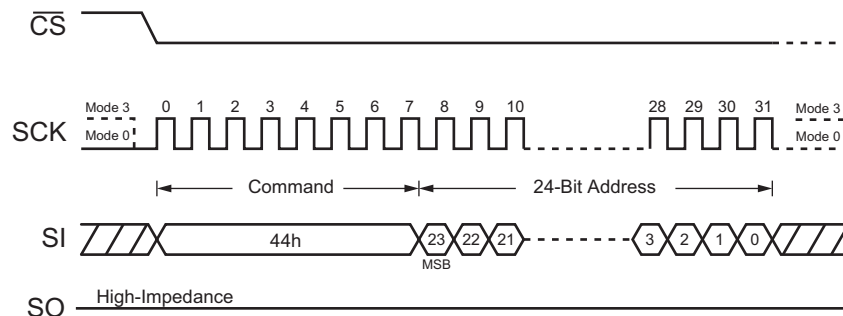 CS
Mode 3 0 1 2 3 4 5 6 7 8 9 10 28 29 30 31 Mode 3
SCK
Mode 0 Mode 0
Command 24-Bit Address
SI 44h 23 22 21 3 2 1 0
MSB
High-Impedance
SO